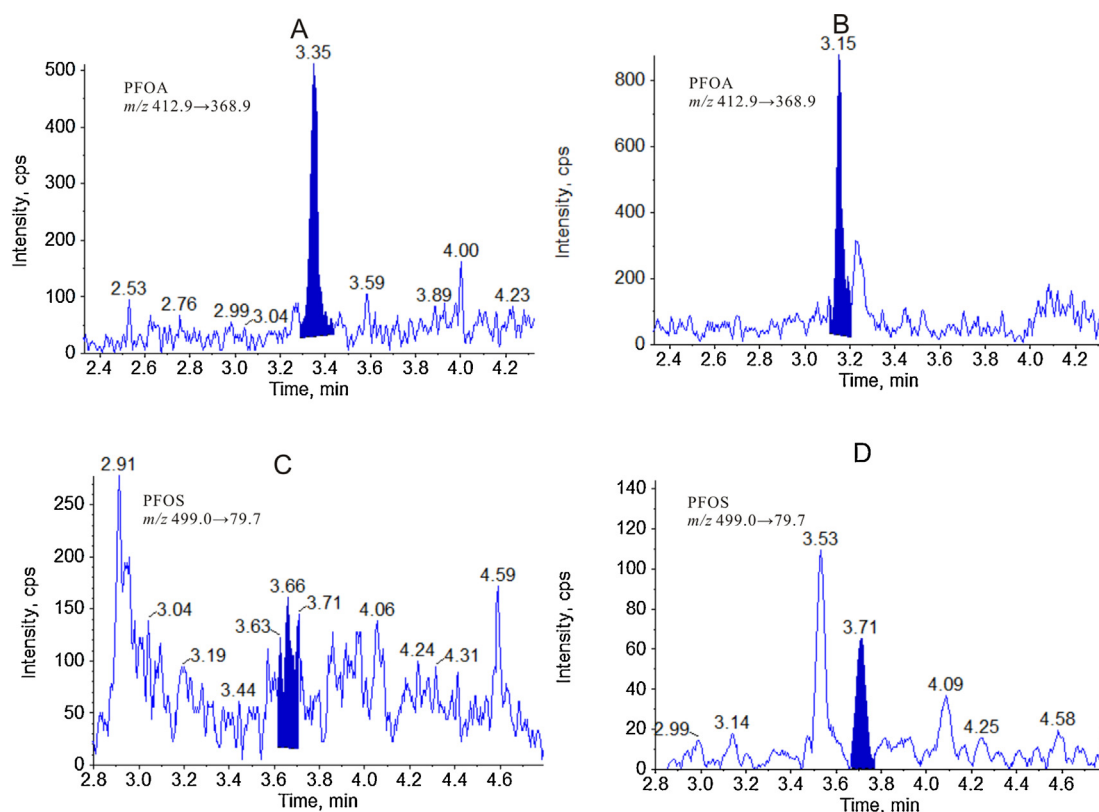 A
3.35
500
400
300
200
100
0
Intensity, cps
PFOA
m/z 412.9→368.9
2.53
2.76
2.99
3.04
3.59
3.89
4.00
4.23
2.4 2.6 2.8 3.0 3.2 3.4 3.6 3.8 4.0 4.2
Time, min
B
3.15
800
600
400
200
0
Intensity, cps
PFOA
m/z 412.9→368.9
2.4 2.6 2.8 3.0 3.2 3.4 3.6 3.8 4.0 4.2
Time, min
C
2.91
250
200
150
100
50
0
Intensity, cps
PFOS
m/z 499.0→79.7
3.04
3.19
3.44
3.63
3.66
3.71
4.06
4.24
4.31
4.59
2.8 3.0 3.2 3.4 3.6 3.8 4.0 4.2 4.4 4.6
Time, min
D
140
120
100
80
60
40
20
0
Intensity, cps
PFOS
m/z 499.0→79.7
2.99
3.14
3.53
3.71
4.09
4.25
4.58
2.8 3.0 3.2 3.4 3.6 3.8 4.0 4.2 4.4 4.6
Time, min